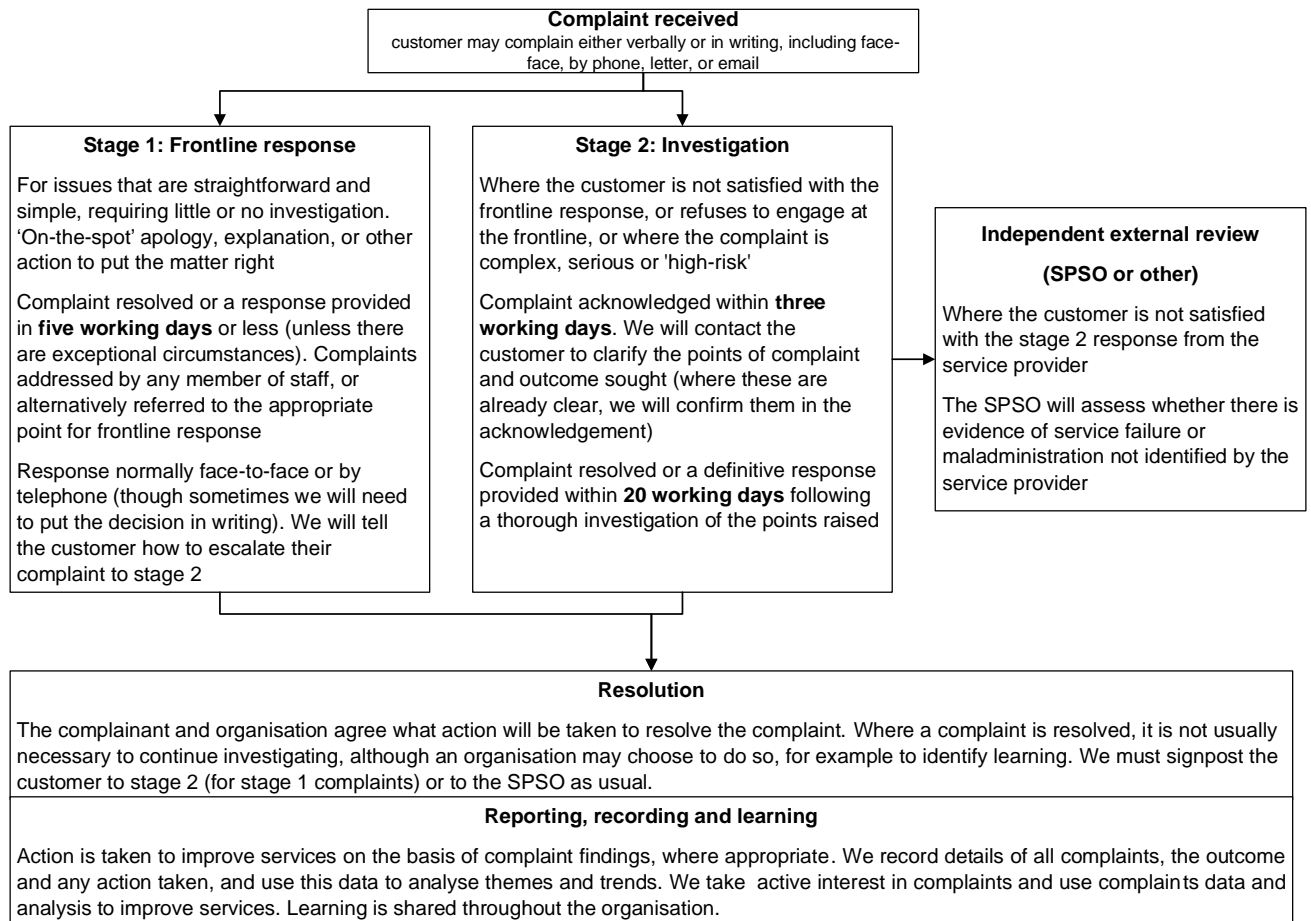 Complaint received
customer may complain either verbally or in writing, including face-
face, by phone, letter, or email
Stage 1: Frontline response
For issues that are straightforward and
simple, requiring little or no investigation.
‘On-the-spot’ apology, explanation, or other
action to put the matter right
Complaint resolved or a response provided
in five working days or less (unless there
are exceptional circumstances). Complaints
addressed by any member of staff, or
alternatively referred to the appropriate
point for frontline response
Response normally face-to-face or by
telephone (though sometimes we will need
to put the decision in writing). We will tell
the customer how to escalate their
complaint to stage 2
Stage 2: Investigation
Where the customer is not satisfied with the
frontline response, or refuses to engage at
the frontline, or where the complaint is
complex, serious or 'high-risk'
Complaint acknowledged within three
working days. We will contact the
customer to clarify the points of complaint
and outcome sought (where these are
already clear, we will confirm them in the
acknowledgement)
Complaint resolved or a definitive response
provided within 20 working days following
a thorough investigation of the points raised
Independent external review
(SPSO or other)
Where the customer is not satisfied
with the stage 2 response from the
service provider
The SPSO will assess whether there is
evidence of service failure or
maladministration not identified by the
service provider
Resolution
The complainant and organisation agree what action will be taken to resolve the complaint. Where a complaint is resolved, it is not usually
necessary to continue investigating, although an organisation may choose to do so, for example to identify learning. We must signpost the
customer to stage 2 (for stage 1 complaints) or to the SPSO as usual.
Reporting, recording and learning
Action is taken to improve services on the basis of complaint findings, where appropriate. We record details of all complaints, the outcome
and any action taken, and use this data to analyse themes and trends. We take active interest in complaints and use complaints data and
analysis to improve services. Learning is shared throughout the organisation.